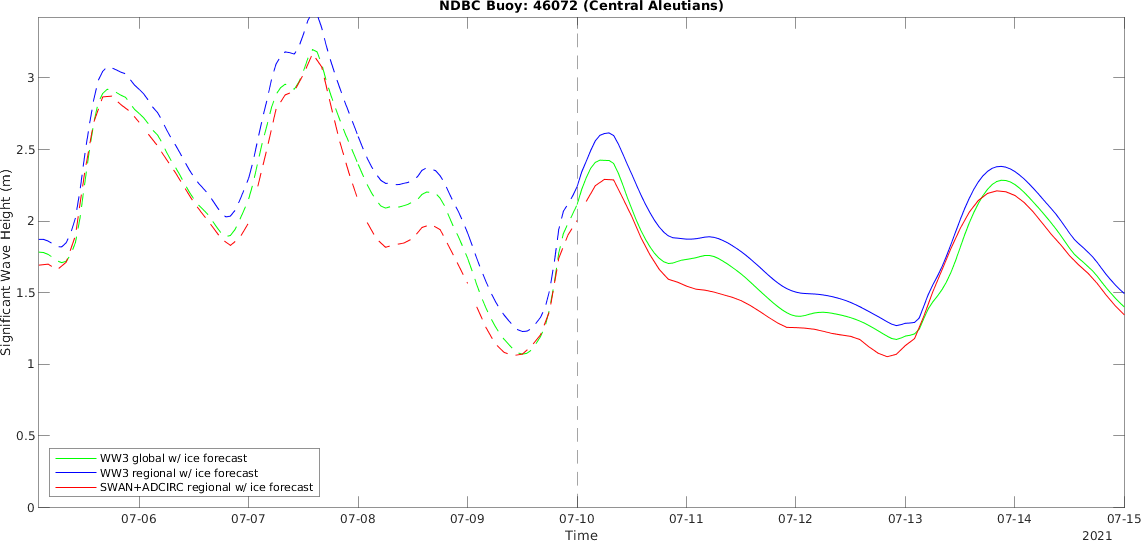 NDBC Buoy: 46072 (Central Aleutians)
Significant Wave Height (m)
3
2.5
2
1.5
1
0.5
0
WW3 global w/ ice forecast
WW3 regional w/ ice forecast
SWAN+ADCIRC regional w/ ice forecast
07-06 07-07 07-08 07-09 07-10 07-11 07-12 07-13 07-14 07-15
Time
2021